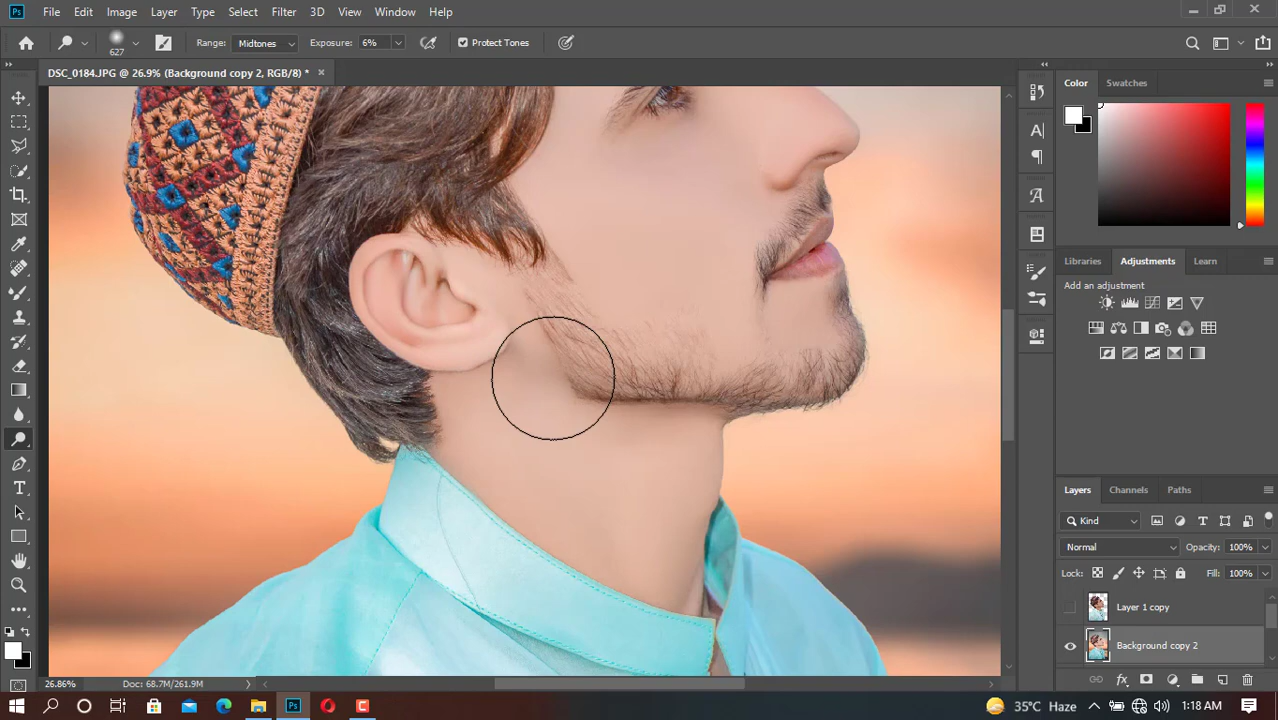 Ps File Edit Image Layer Type Select Filter 3D View Window Help
627 Range: Midtones Exposure: 6% Protect Tones
DSC_0184.JPG @ 26.9% (Background copy 2, RGB/8) * ×
Color Swatches
Libraries Adjustments Learn
Add an adjustment
Layers Channels Paths
Kind
Normal Opacity: 100%
Lock: Fill: 100%
Layer 1 copy
Background copy 2
26.86% Doc: 68.7M/261.9M
35°C Haze 1:18 AM